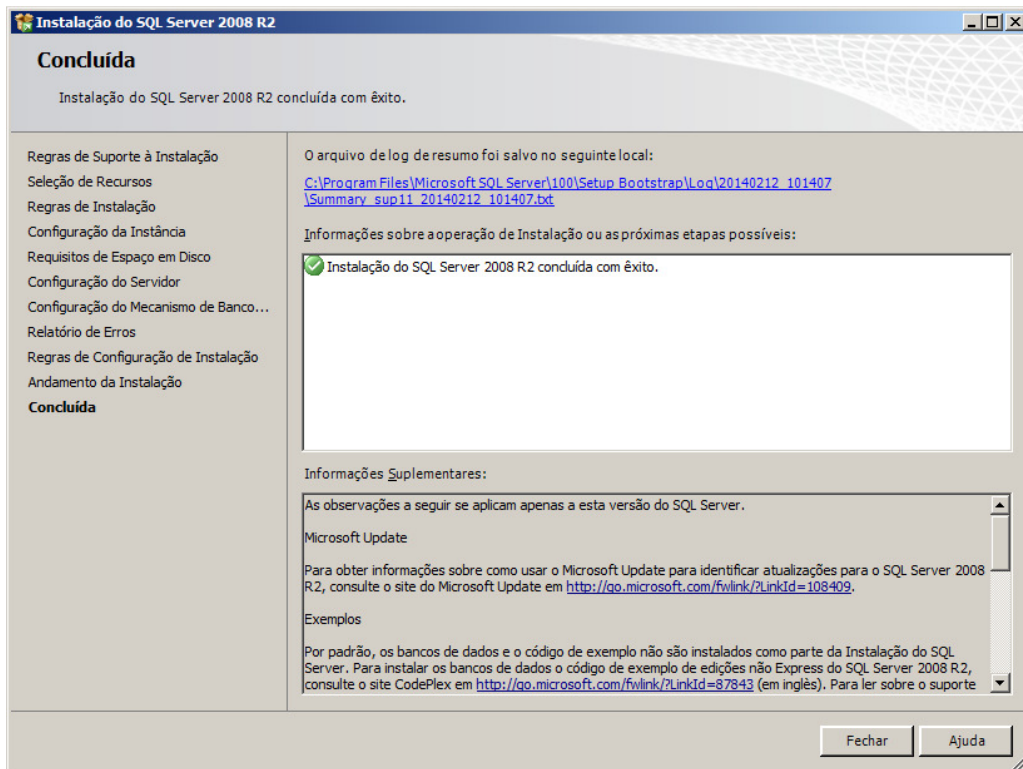 Instalação do SQL Server 2008 R2
Concluída
Instalação do SQL Server 2008 R2 concluída com êxito.
Regras de Suporte à Instalação
Seleção de Recursos
Regras de Instalação
Configuração da Instância
Requisitos de Espaço em Disco
Configuração do Servidor
Configuração do Mecanismo de Banco...
Relatório de Erros
Regras de Configuração de Instalação
Andamento da Instalação
Concluída
O arquivo de log de resumo foi salvo no seguinte local:
C:\Program Files\Microsoft SQL Server\100\Setup Bootstrap\Log\20140212_101407
\Summary_sup11_20140212_101407.txt
Informações sobre a operação de Instalação ou as próximas etapas possíveis:
Instalação do SQL Server 2008 R2 concluída com êxito.
Informações Suplementares:
As observações a seguir se aplicam apenas a esta versão do SQL Server.
Microsoft Update
Para obter informações sobre como usar o Microsoft Update para identificar atualizações para o SQL Server 2008
R2, consulte o site do Microsoft Update em http://go.microsoft.com/fwlink/?LinkId=108409.
Exemplos
Por padrão, os bancos de dados e o código de exemplo não são instalados como parte da Instalação do SQL
Server. Para instalar os bancos de dados o código de exemplo de edições não Express do SQL Server 2008 R2,
consulte o site CodePlex em http://go.microsoft.com/fwlink/?LinkId=87843 (em inglès). Para ler sobre o suporte
Fechar
Ajuda